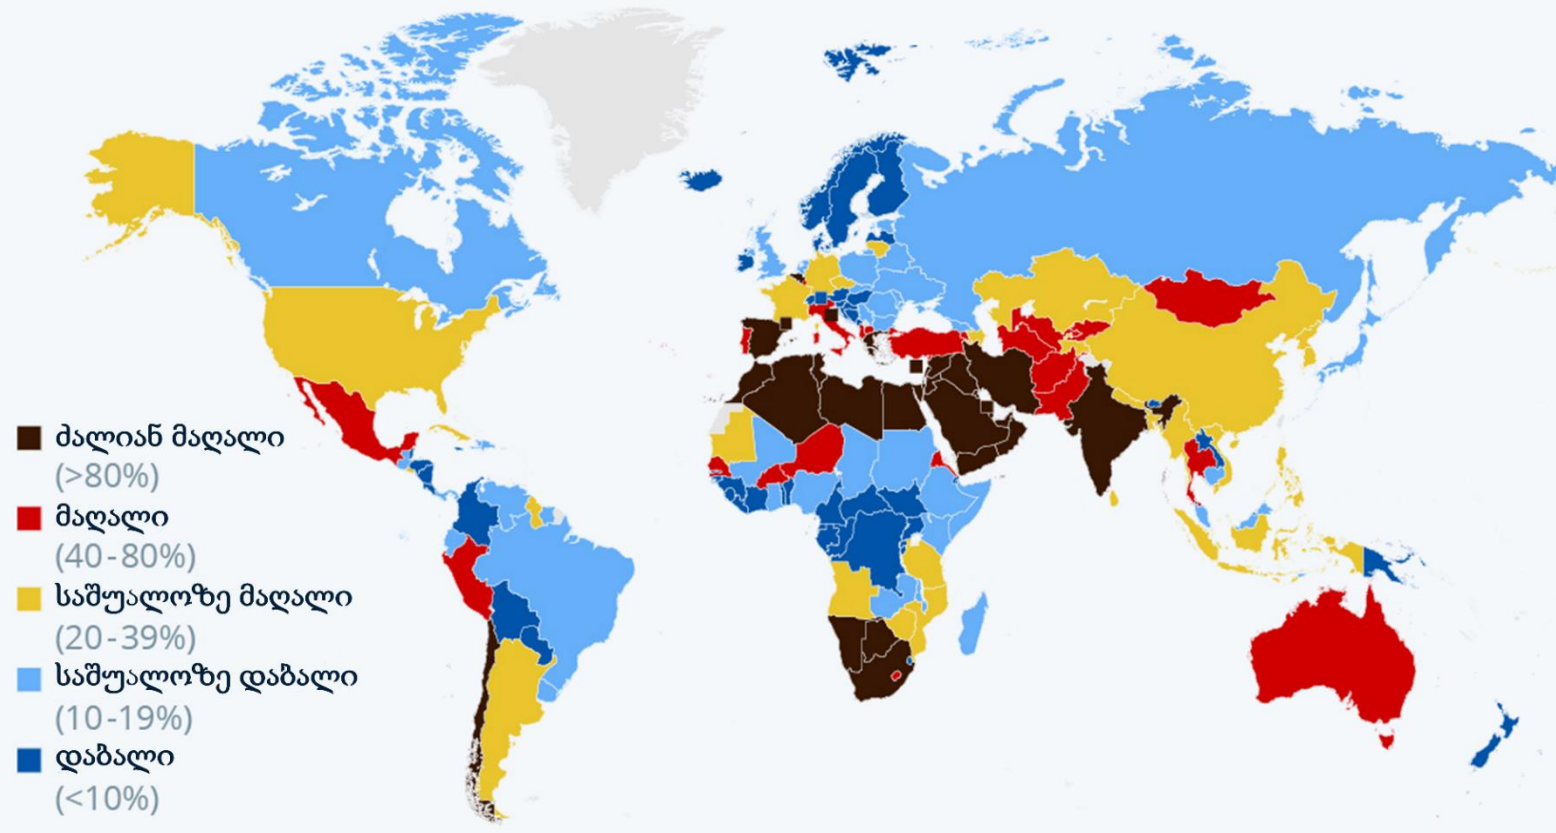 ძალიან მაღალი
(>80%)
მაღალი
(40-80%)
საშუალოზე მაღალი
(20-39%)
საშუალოზე დაბალი
(10-19%)
დაბალი
(<10%)